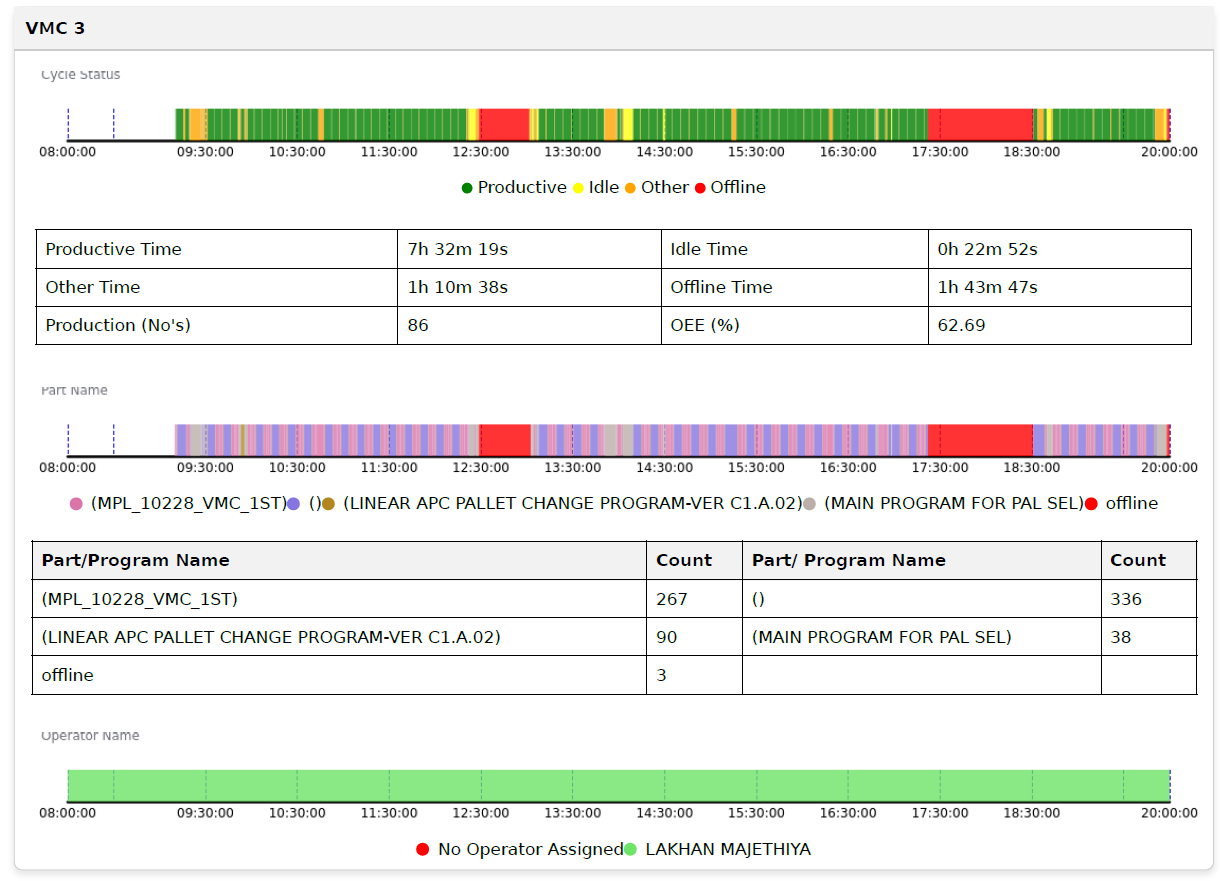 VMC 3
Cycle Status
08:00:00 09:30:00 10:30:00 11:30:00 12:30:00 13:30:00 14:30:00 15:30:00 16:30:00 17:30:00 18:30:00 20:00:00
Productive Idle Other Offline
Productive Time 7h 32m 19s Idle Time 0h 22m 52s
Other Time 1h 10m 38s Offline Time 1h 43m 47s
Production (No's) 86 OEE (%) 62.69
Part Name
08:00:00 09:30:00 10:30:00 11:30:00 12:30:00 13:30:00 14:30:00 15:30:00 16:30:00 17:30:00 18:30:00 20:00:00
(MPL_10228_VMC_1ST) () (LINEAR APC PALLET CHANGE PROGRAM-VER C1.A.02) (MAIN PROGRAM FOR PAL SEL) offline
Part/Program Name Count Part/ Program Name Count
(MPL_10228_VMC_1ST) 267 () 336
(LINEAR APC PALLET CHANGE PROGRAM-VER C1.A.02) 90 (MAIN PROGRAM FOR PAL SEL) 38
offline 3
Operator Name
08:00:00 09:30:00 10:30:00 11:30:00 12:30:00 13:30:00 14:30:00 15:30:00 16:30:00 17:30:00 18:30:00 20:00:00
No Operator Assigned LAKHAN MAJETHIYA